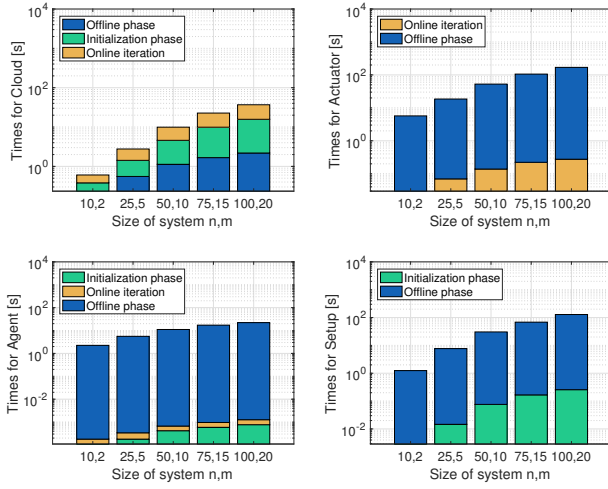 Times for Cloud [s]
10^4
10^2
10^0
Offline phase
Initialization phase
Online iteration
10,2 25,5 50,10 75,15 100,20
Size of system n,m
Times for Actuator [s]
10^4
10^2
10^0
Online iteration
Offline phase
10,2 25,5 50,10 75,15 100,20
Size of system n,m
Times for Agent [s]
10^4
10^2
10^0
10^-2
Initialization phase
Online iteration
Offline phase
10,2 25,5 50,10 75,15 100,20
Size of system n,m
Times for Setup [s]
10^4
10^2
10^0
10^-2
Initialization phase
Offline phase
10,2 25,5 50,10 75,15 100,20
Size of system n,m